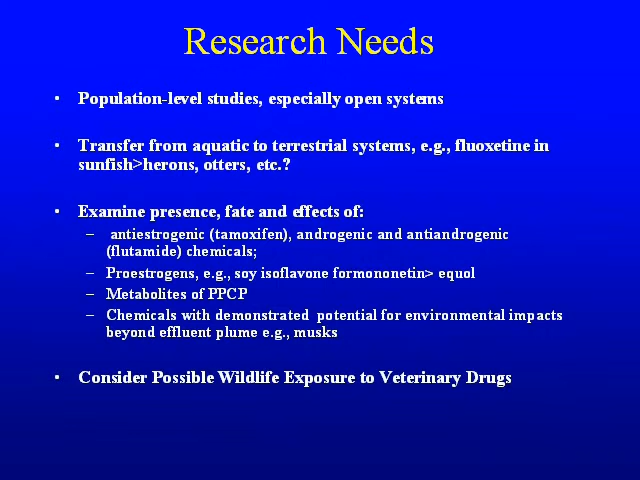 Research Needs
• Population-level studies, especially open systems
• Transfer from aquatic to terrestrial systems, e.g., fluoxetine in
sunfish>herons, otters, etc.?
• Examine presence, fate and effects of:
– antiestrogenic (tamoxifen), androgenic and antiandrogenic
(flutamide) chemicals;
– Proestrogens, e.g., soy isoflavone formononetin> equol
– Metabolites of PPCP
– Chemicals with demonstrated potential for environmental impacts
beyond effluent plume e.g., musks
• Consider Possible Wildlife Exposure to Veterinary Drugs